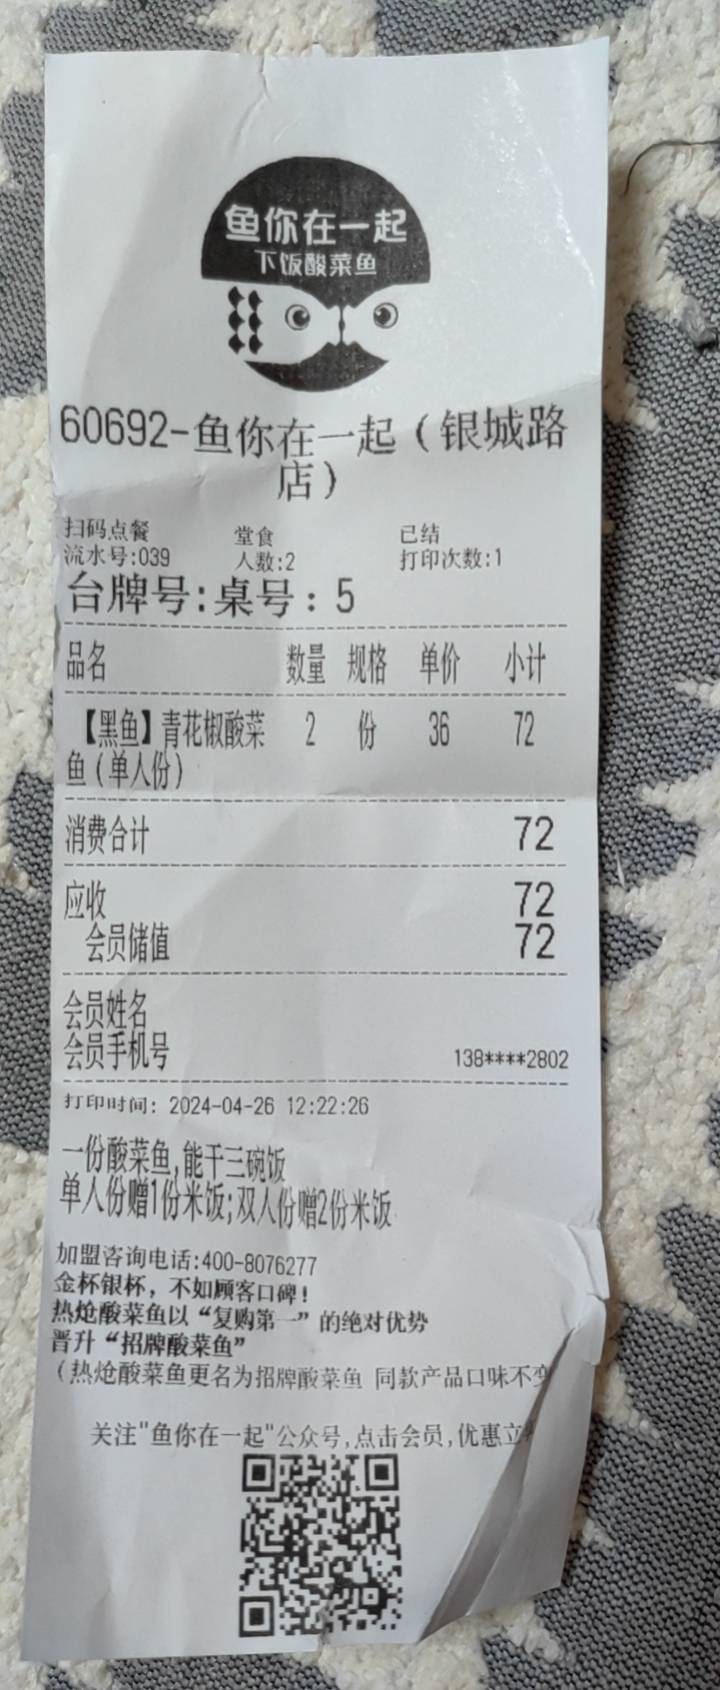 鱼你在一起
下饭酸菜鱼
60692-鱼你在一起（银城路
店）
扫码点餐 堂食 已结
流水号:039 人数:2 打印次数:1
台牌号:桌号：5
品名 数量 规格 单价 小计
【黑鱼】青花椒酸菜 2 份 36 72
鱼（单人份）
消费合计 72
应收 72
会员储值 72
会员姓名
会员手机号 138****2802
打印时间: 2024-04-26 12:22:26
一份酸菜鱼,能干三碗饭
单人份赠1份米饭;双人份赠2份米饭
加盟咨询电话:400-8076277
金杯银杯，不如顾客口碑!
热炝酸菜鱼以“复购第一”的绝对优势
晋升“招牌酸菜鱼”
（热炝酸菜鱼更名为招牌酸菜鱼 同款产品口味不变
关注"鱼你在一起"公众号,点击会员,优惠立